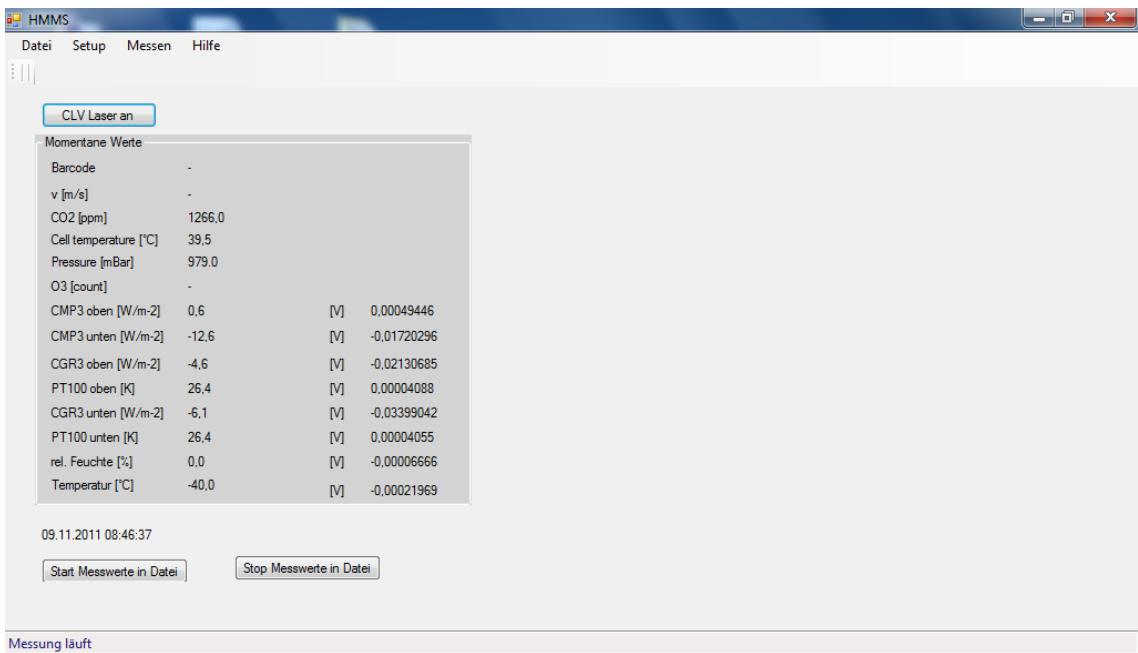 HMMS
Datei Setup Messen Hilfe
CLV Laser an
Momentane Werte
Barcode -
v [m/s] -
CO2 [ppm] 1266,0
Cell temperature [°C] 39,5
Pressure [mBar] 979.0
O3 [count] -
CMP3 oben [W/m-2] 0,6 [V] 0,00049446
CMP3 unten [W/m-2] -12,6 [V] -0,01720296
CGR3 oben [W/m-2] -4,6 [V] -0,02130685
PT100 oben [K] 26,4 [V] 0,00004088
CGR3 unten [W/m-2] -6,1 [V] -0,03399042
PT100 unten [K] 26,4 [V] 0,00004055
rel. Feuchte [%] 0,0 [V] -0,00006666
Temperatur [°C] -40,0 [V] -0,00021969
09.11.2011 08:46:37
Start Messwerte in Datei Stop Messwerte in Datei
Messung läuft